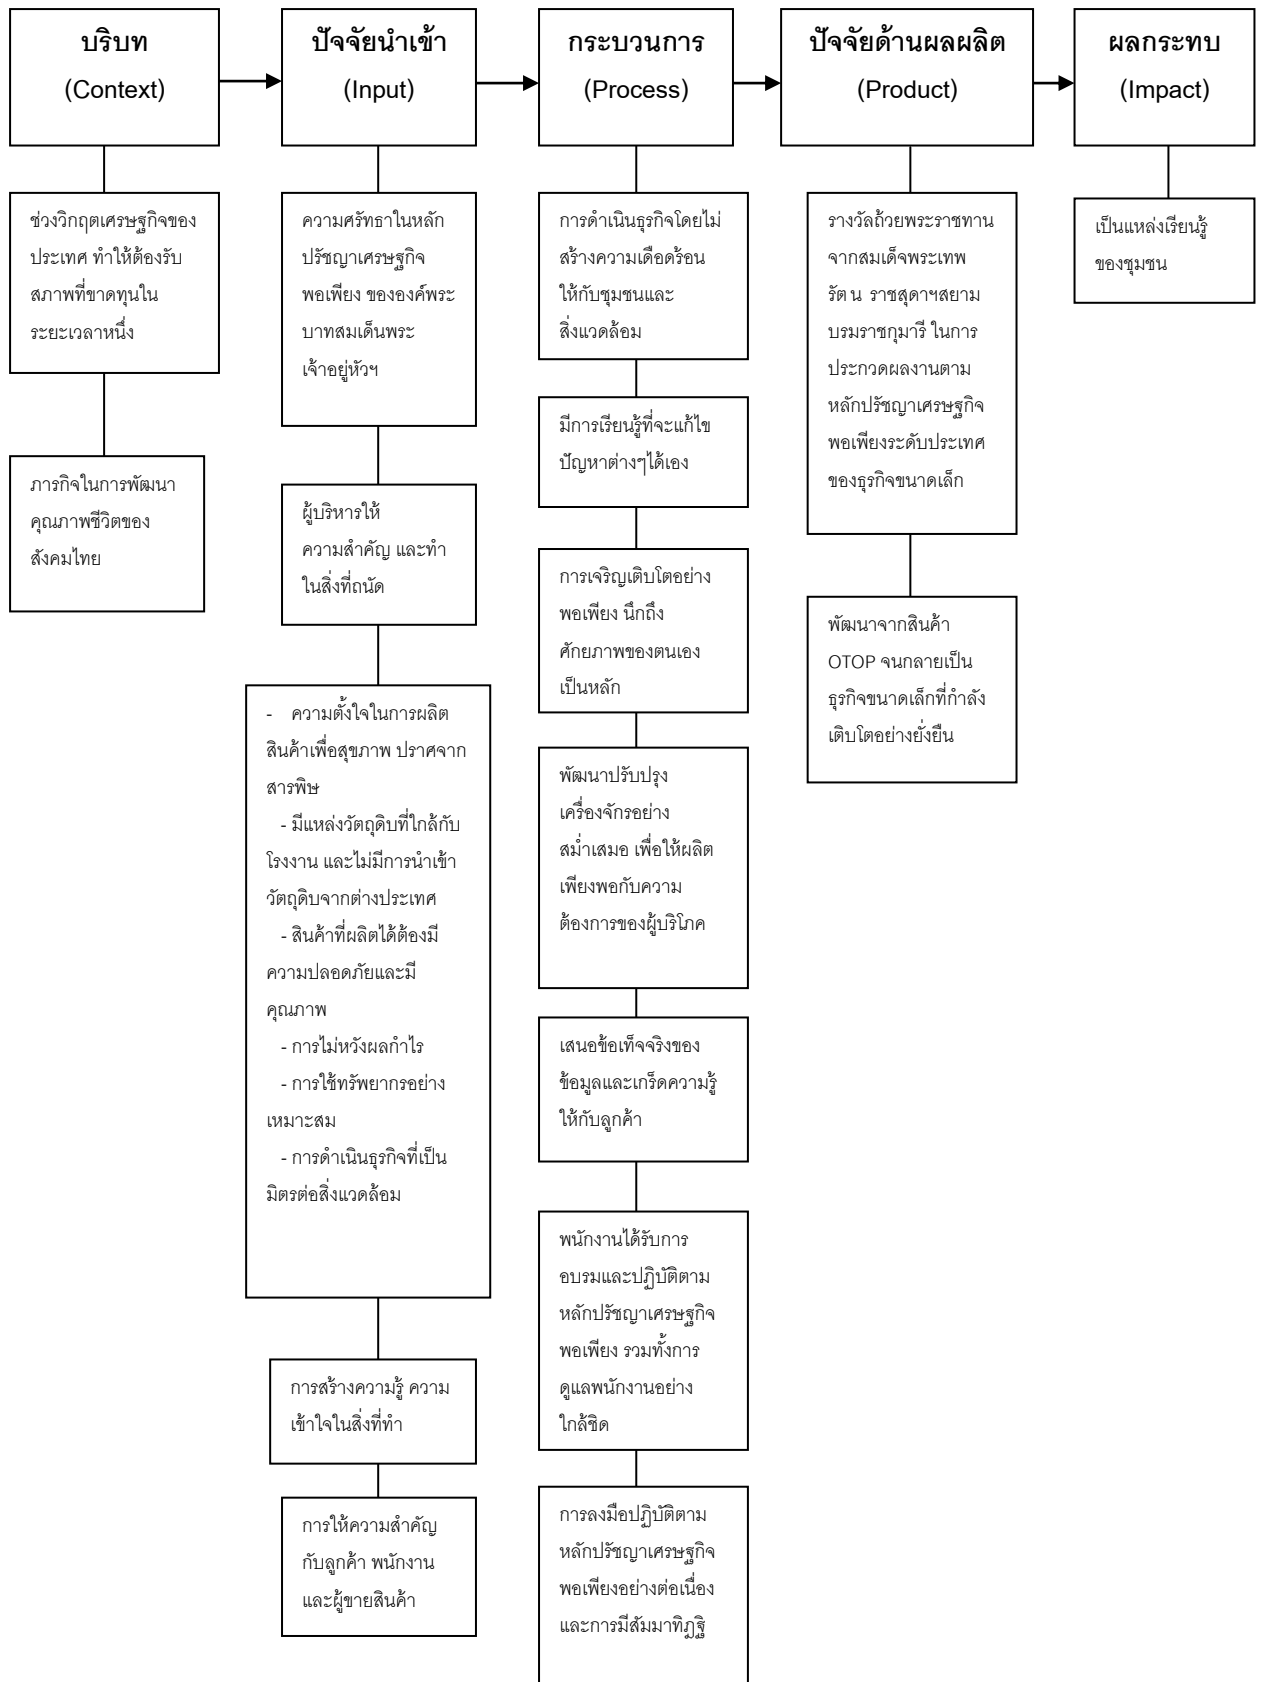 บริบท
(Context)
ปัจจัยนำเข้า
(Input)
กระบวนการ
(Process)
ปัจจัยด้านผลผลิต
(Product)
ผลกระทบ
(Impact)
ช่วงวิกฤตเศรษฐกิจของ
ประเทศ ทำให้ต้องรับ
สภาพที่ขาดทุนใน
ระยะเวลาหนึ่ง
ภารกิจในการพัฒนา
คุณภาพชีวิตของ
สังคมไทย
ความศรัทธาในหลัก
ปรัชญาเศรษฐกิจ
พอเพียง ขององค์พระ
บาทสมเด็นพระ
เจ้าอยู่หัวฯ
ผู้บริหารให้
ความสำคัญ และทำ
ในสิ่งที่ถนัด
- ความตั้งใจในการผลิต
สินค้าเพื่อสุขภาพ ปราศจาก
สารพิษ
- มีแหล่งวัตถุดิบที่ใกล้กับ
โรงงาน และไม่มีการนำเข้า
วัตถุดิบจากต่างประเทศ
- สินค้าที่ผลิตได้ต้องมี
ความปลอดภัยและมี
คุณภาพ
- การไม่หวังผลกำไร
- การใช้ทรัพยากรอย่าง
เหมาะสม
- การดำเนินธุรกิจที่เป็น
มิตรต่อสิ่งแวดล้อม
การสร้างความรู้ ความ
เข้าใจในสิ่งที่ทำ
การให้ความสำคัญ
กับลูกค้า พนักงาน
และผู้ขายสินค้า
การดำเนินธุรกิจโดยไม่
สร้างความเดือดร้อน
ให้กับชุมชนและ
สิ่งแวดล้อม
มีการเรียนรู้ที่จะแก้ไข
ปัญหาต่างๆได้เอง
การเจริญเติบโตอย่าง
พอเพียง นึกถึง
ศักยภาพของตนเอง
เป็นหลัก
พัฒนาปรับปรุง
เครื่องจักรอย่าง
สม่ำเสมอ เพื่อให้ผลิต
เพียงพอกับความ
ต้องการของผู้บริโภค
เสนอข้อเท็จจริงของ
ข้อมูลและเกร็ดความรู้
ให้กับลูกค้า
พนักงานได้รับการ
อบรมและปฏิบัติตาม
หลักปรัชญาเศรษฐกิจ
พอเพียง รวมทั้งการ
ดูแลพนักงานอย่าง
ใกล้ชิด
การลงมือปฏิบัติตาม
หลักปรัชญาเศรษฐกิจ
พอเพียงอย่างต่อเนื่อง
และการมีสัมมาทิฏฐิ
รางวัลถ้วยพระราชทาน
จากสมเด็จพระเทพ
รัตน ราชสุดาฯสยาม
บรมราชกุมารี ในการ
ประกวดผลงานตาม
หลักปรัชญาเศรษฐกิจ
พอเพียงระดับประเทศ
ของธุรกิจขนาดเล็ก
พัฒนาจากสินค้า
OTOP จนกลายเป็น
ธุรกิจขนาดเล็กที่กำลัง
เติบโตอย่างยั่งยืน
เป็นแหล่งเรียนรู้
ของชุมชน